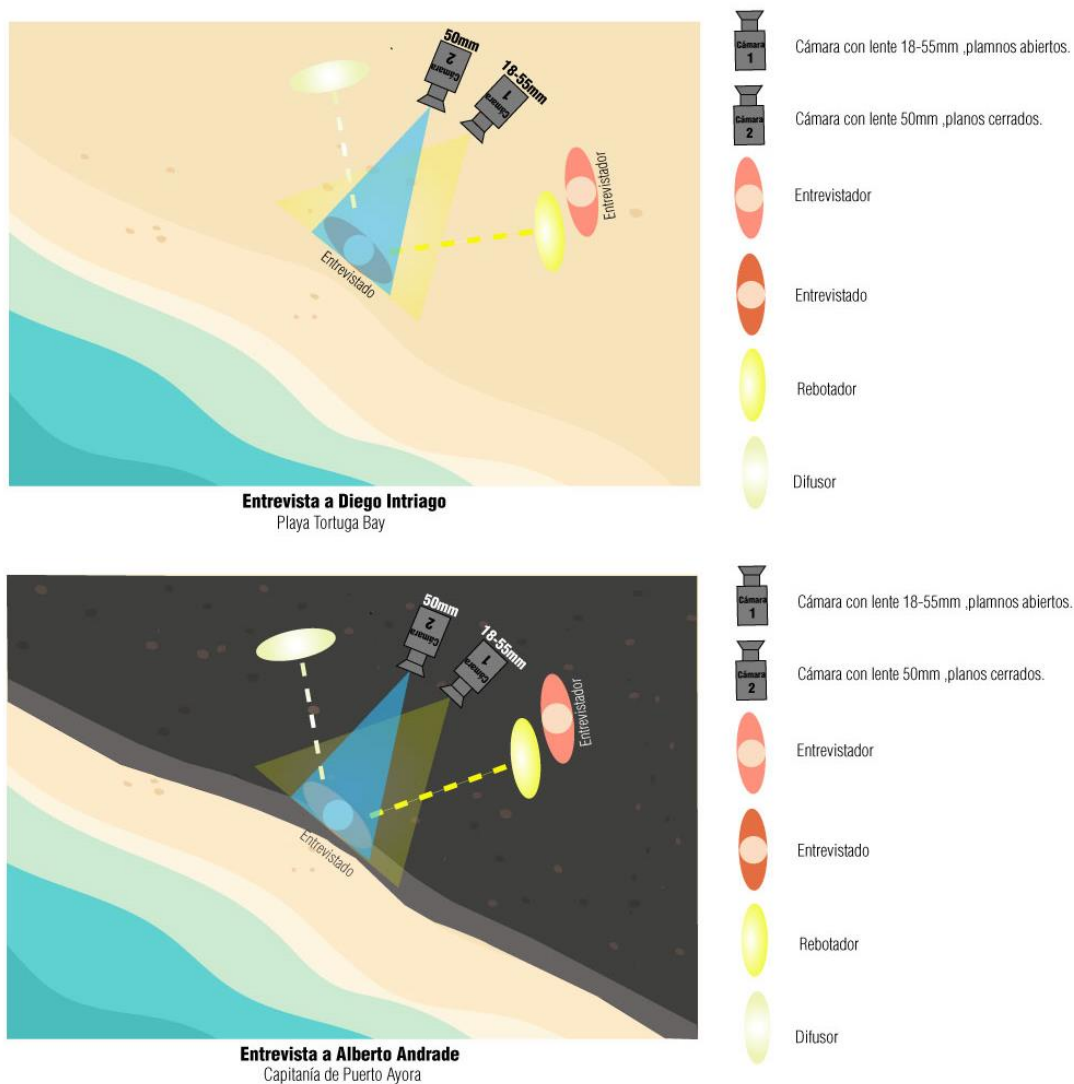 50mm
Cámara
2
18-55mm
Cámara
1
Entrevistador
Entrevistado
Entrevista a Diego Intriago
Playa Tortuga Bay
Cámara
1
Cámara con lente 18-55mm ,plamnos abiertos.
Cámara
2
Cámara con lente 50mm ,planos cerrados.
Entrevistador
Entrevistado
Rebotador
Difusor
50mm
Cámara
2
18-55mm
Cámara
1
Entrevistador
Entrevistado
Entrevista a Alberto Andrade
Capitanía de Puerto Ayora
Cámara
1
Cámara con lente 18-55mm ,plamnos abiertos.
Cámara
2
Cámara con lente 50mm ,planos cerrados.
Entrevistador
Entrevistado
Rebotador
Difusor